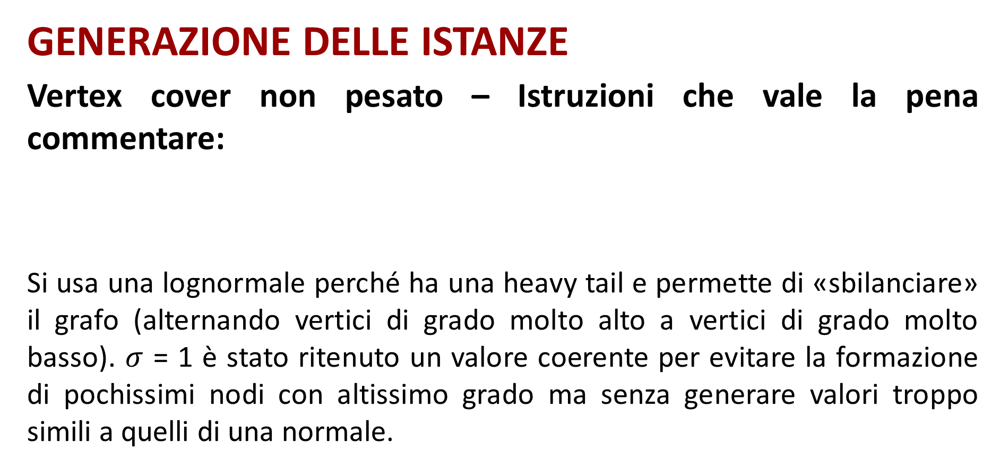 GENERAZIONE DELLE ISTANZE
Vertex cover non pesato – Istruzioni che vale la pena
commentare:
Si usa una lognormale perché ha una heavy tail e permette di «sbilanciare»
il grafo (alternando vertici di grado molto alto a vertici di grado molto
basso). σ = 1 è stato ritenuto un valore coerente per evitare la formazione
di pochissimi nodi con altissimo grado ma senza generare valori troppo
simili a quelli di una normale.